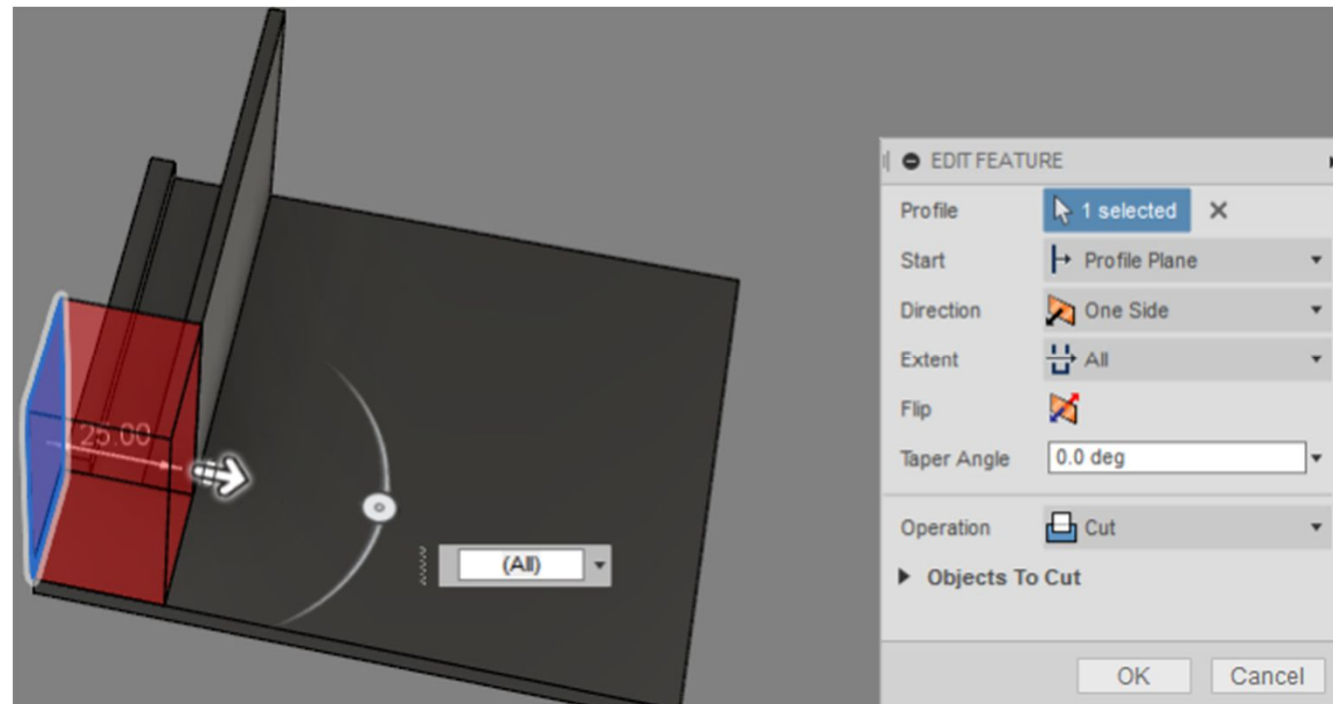 EDIT FEATURE
Profile 1 selected
Start Profile Plane
Direction One Side
Extent All
Flip
Taper Angle 0.0 deg
Operation Cut
Objects To Cut
OK Cancel
25.00
(All)